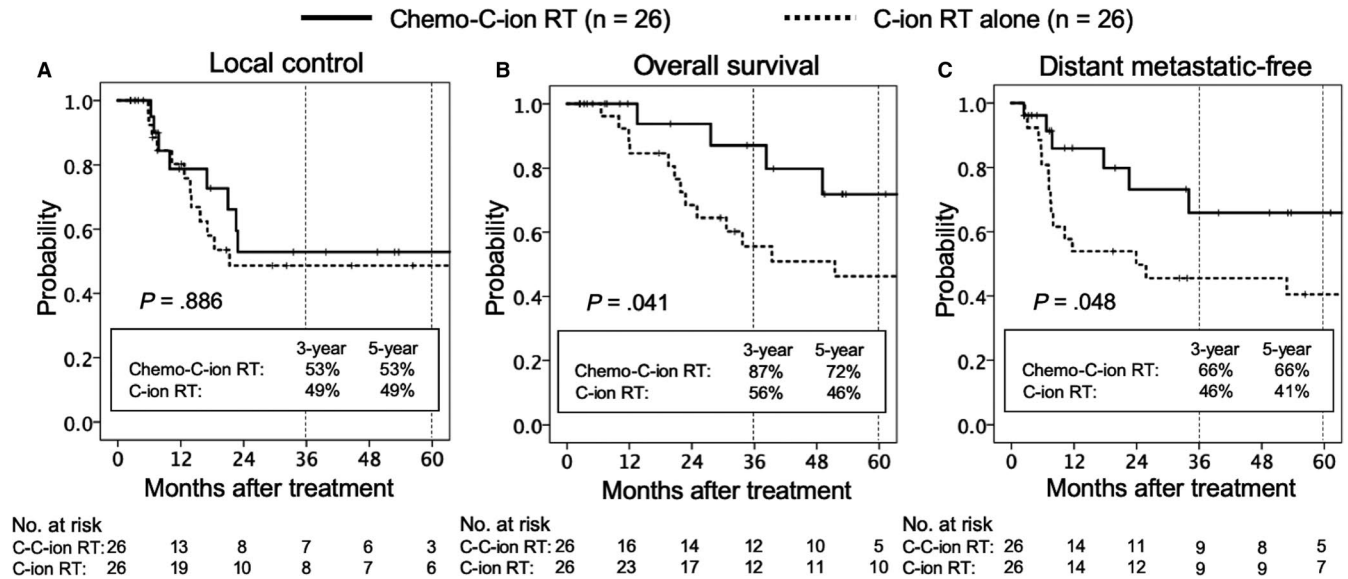 Chemo-C-ion RT (n = 26) C-ion RT alone (n = 26)
A Local control
Probability
1.0
0.8
0.6
0.4
0.2
0.0
P = .886
3-year 5-year
Chemo-C-ion RT: 53% 53%
C-ion RT: 49% 49%
0 12 24 36 48 60
Months after treatment
No. at risk
C-C-ion RT: 26 13 8 7 6 3
C-ion RT: 26 19 10 8 7 6
B Overall survival
Probability
1.0
0.8
0.6
0.4
0.2
0.0
P = .041
3-year 5-year
Chemo-C-ion RT: 87% 72%
C-ion RT: 56% 46%
0 12 24 36 48 60
Months after treatment
No. at risk
C-C-ion RT: 26 16 14 12 10 5
C-ion RT: 26 23 17 12 11 10
C Distant metastatic-free
Probability
1.0
0.8
0.6
0.4
0.2
0.0
P = .048
3-year 5-year
Chemo-C-ion RT: 66% 66%
C-ion RT: 46% 41%
0 12 24 36 48 60
Months after treatment
No. at risk
C-C-ion RT: 26 14 11 9 8 5
C-ion RT: 26 14 12 9 9 7